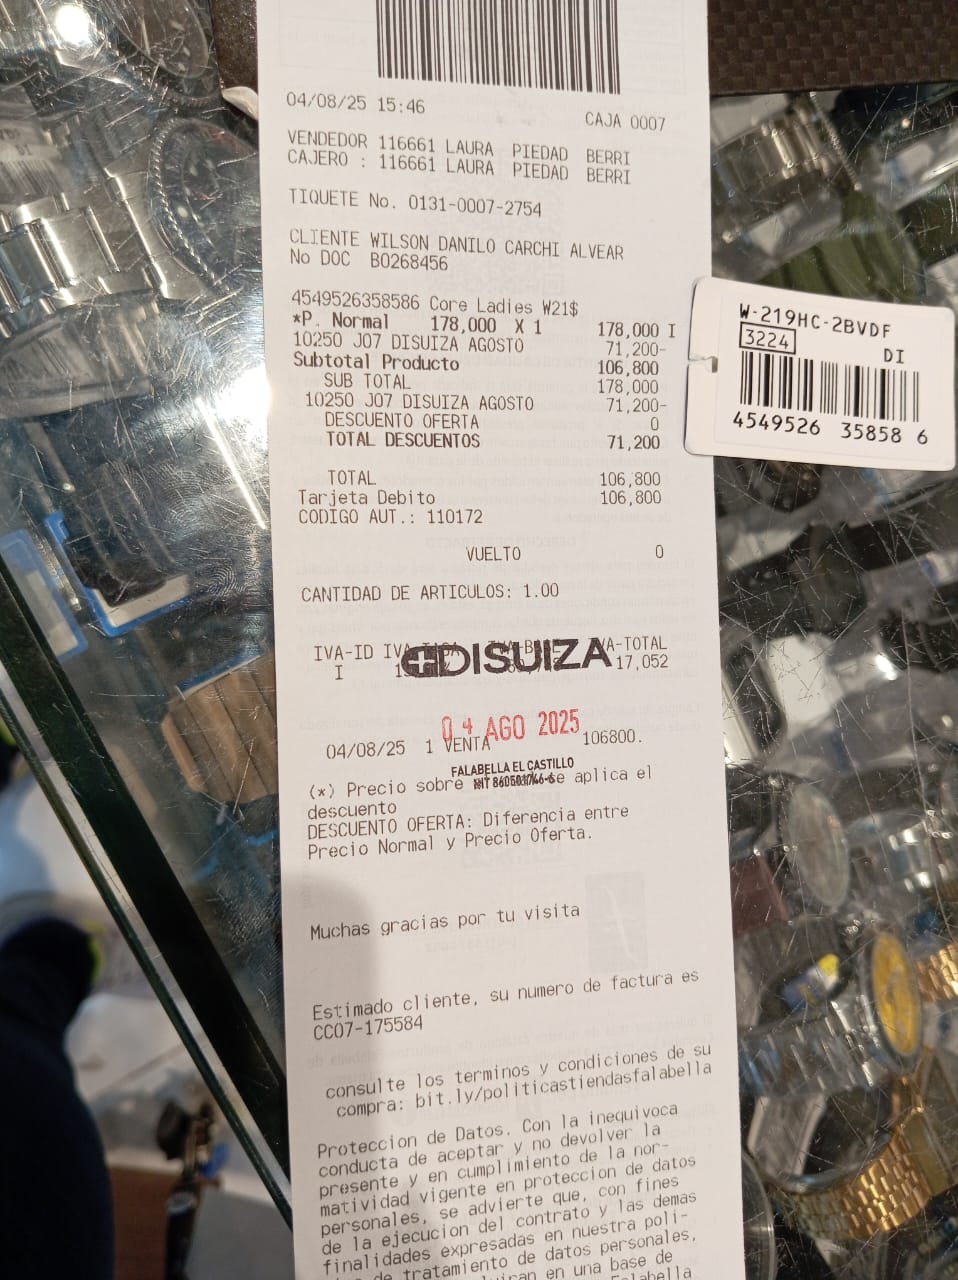 04/08/25 15:46 CAJA 0007
VENDEDOR 116661 LAURA PIEDAD BERRI
CAJERO : 116661 LAURA PIEDAD BERRI
TIQUETE No. 0131-0007-2754
CLIENTE WILSON DANILO CARCHI ALVEAR
No DOC B0268456
4549526358586 Core Ladies W21$
*P. Normal 178,000 X 1 178,000 I
10250 J07 DISUIZA AGOSTO 71,200-
Subtotal Producto 106,800
SUB TOTAL 178,000
10250 J07 DISUIZA AGOSTO 71,200-
DESCUENTO OFERTA 0
TOTAL DESCUENTOS 71,200
TOTAL 106,800
Tarjeta Debito 106,800
CODIGO AUT.: 110172
VUELTO 0
CANTIDAD DE ARTICULOS: 1.00
IVA-ID IVA-TOTAL
I 17,052
DISUIZA
04 AGO 2025
04/08/25 1 VENTA 106800.
FALABELLA EL CASTILLO
NIT
(*) Precio sobre se aplica el
descuento
DESCUENTO OFERTA: Diferencia entre
Precio Normal y Precio Oferta.
Muchas gracias por tu visita
Estimado cliente, su numero de factura es
CC07-175584
consulte los terminos y condiciones de su
compra: bit.ly/politicastiendasfalabella
Proteccion de Datos. Con la inequivoca
conducta de aceptar y no devolver la
presente y en cumplimiento de la nor-
matividad vigente en proteccion de datos
personales, se advierte que, con fines
de la ejecucion del contrato y las demas
finalidades expresadas en nuestra poli-
de tratamiento de datos personales,
en una base de
Falabella
W-219HC-2BVDF
3224 DI
4549526 35858 6